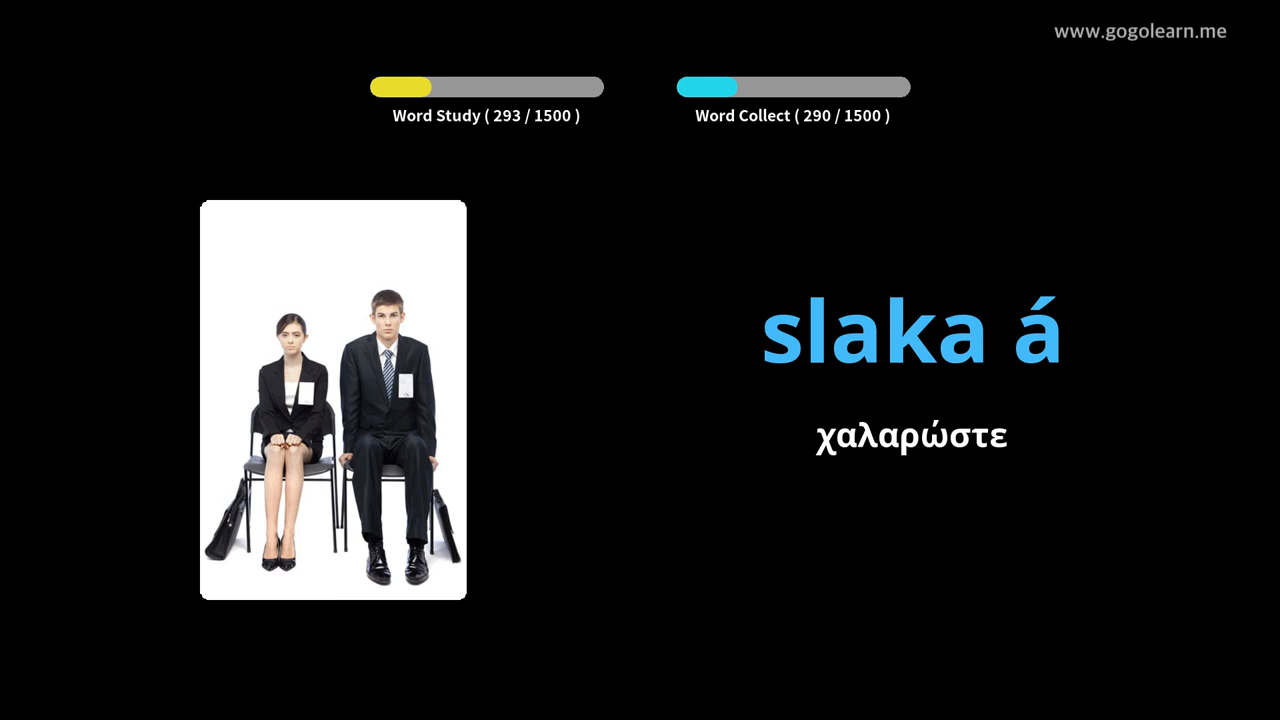 www.gogolearn.me
Word Study ( 293 / 1500 )
Word Collect ( 290 / 1500 )
slaka á
χαλαρώστε